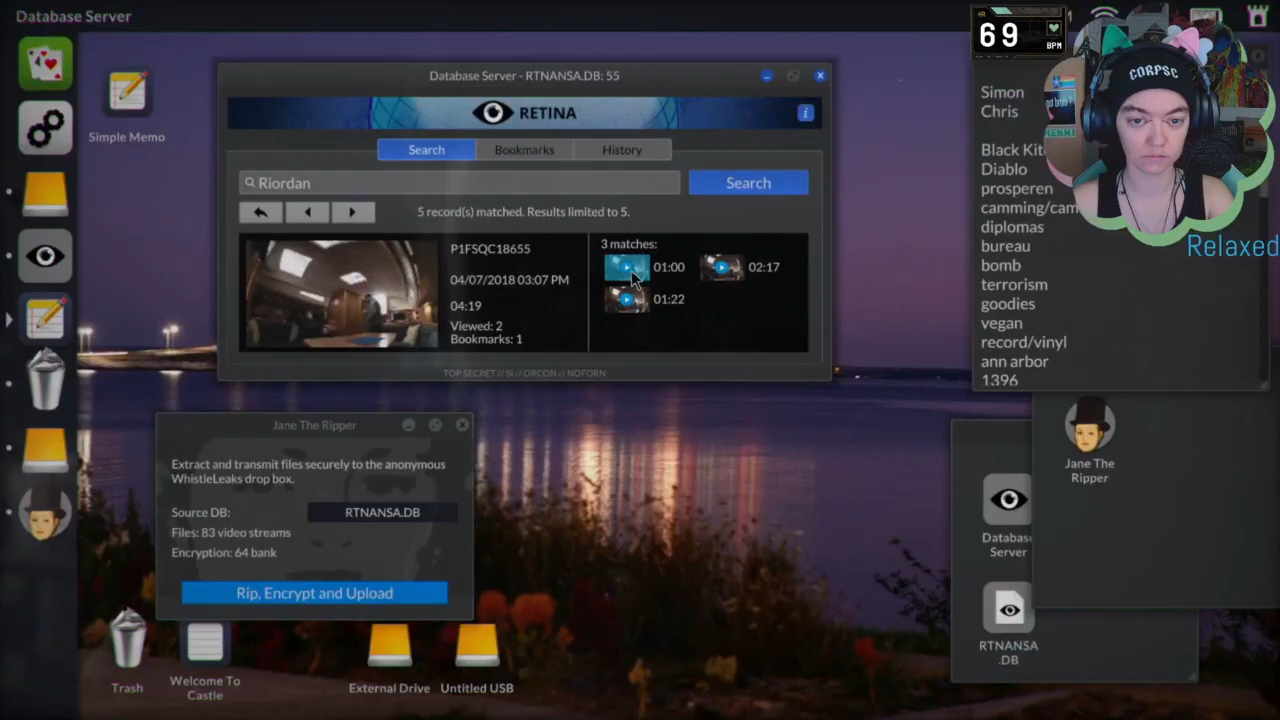 Database Server
Simple Memo
Database Server - RTNANSA.DB: 55
RETINA
Search
Bookmarks
History
Riordan
Search
5 record(s) matched. Results limited to 5.
P1FSQC18655
04/07/2018 03:07 PM
04:19
Viewed: 2
Bookmarks: 1
3 matches:
01:00
02:17
01:22
TOP SECRET // SI // ORCON // NOFORN
HR
69
BPM
CORPSC
got broth ?
HEKKI
Relaxed
Simon
Chris
Black Kit
Diablo
prosperen
camming/cam
diplomas
bureau
bomb
terrorism
goodies
vegan
record/vinyl
ann arbor
1396
Jane The Ripper
Extract and transmit files securely to the anonymous
WhistleLeaks drop box.
Source DB:
RTNANSA.DB
Files: 83 video streams
Encryption: 64 bank
Rip, Encrypt and Upload
Jane The
Ripper
Database
Server
RTNANSA
.DB
Trash
Welcome To
Castle
External Drive
Untitled USB